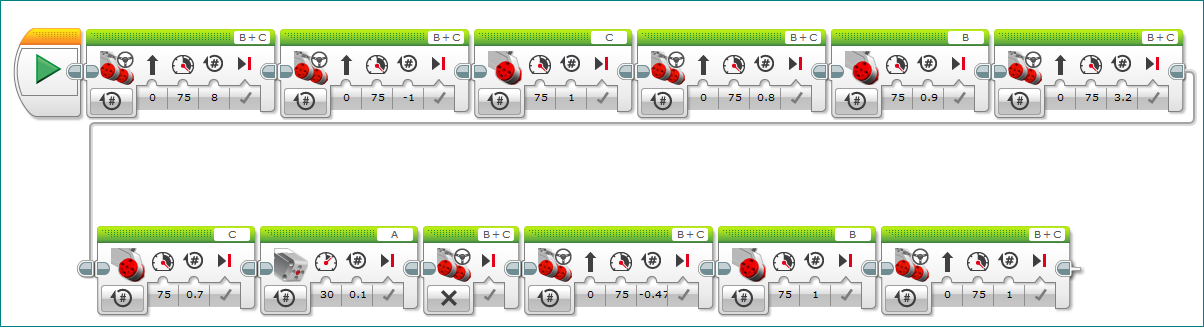 B+C B+C C B+C B B+C
0 75 8 0 75 -1 75 1 0 75 0.8 75 0.9 0 75 3.2
# # # # # #
C A B+C B+C B B+C
75 0.7 30 0.1 0 75 -0.47 75 1 0 75 1
# # # # #